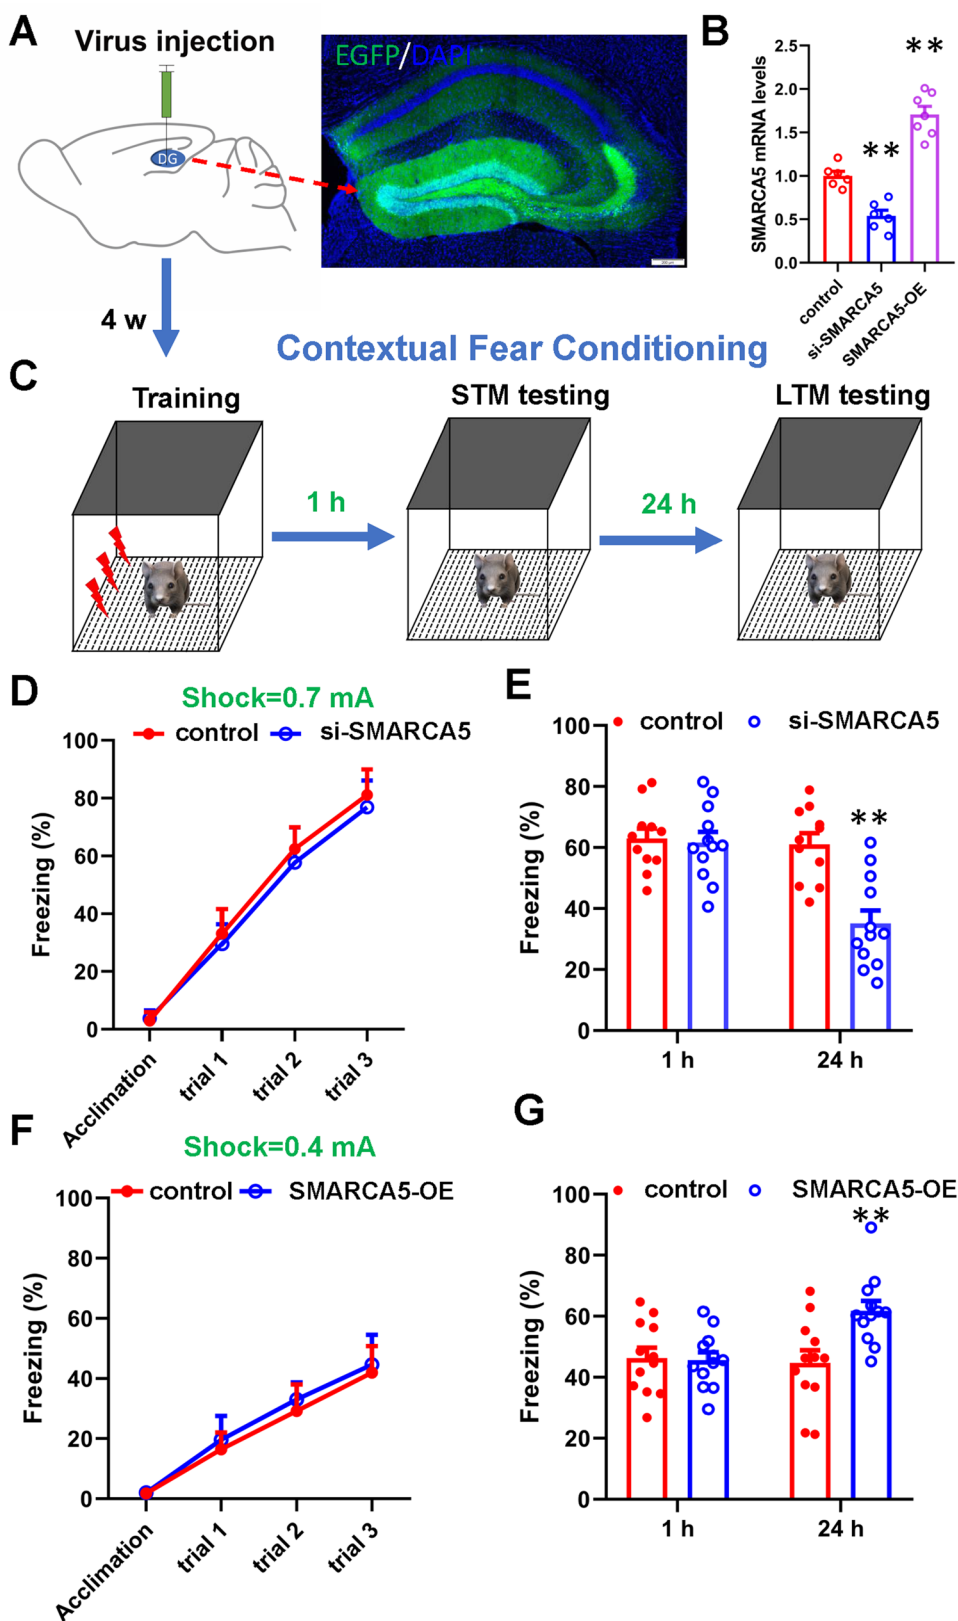 A
Virus injection
DG
EGFP/DAPI
B
SMARCA5 mRNA levels
2.5
2.0
1.5
1.0
0.5
0.0
**
**
control
si-SMARCA5
SMARCA5-OE
4 w
Contextual Fear Conditioning
C
Training
STM testing
LTM testing
1 h
24 h
D
Shock=0.7 mA
control
si-SMARCA5
Freezing (%)
100
80
60
40
20
0
Acclimation
trial 1
trial 2
trial 3
E
control
si-SMARCA5
Freezing (%)
100
80
60
40
20
0
**
1 h
24 h
F
Shock=0.4 mA
control
SMARCA5-OE
Freezing (%)
100
80
60
40
20
0
Acclimation
trial 1
trial 2
trial 3
G
control
SMARCA5-OE
Freezing (%)
100
80
60
40
20
0
**
1 h
24 h